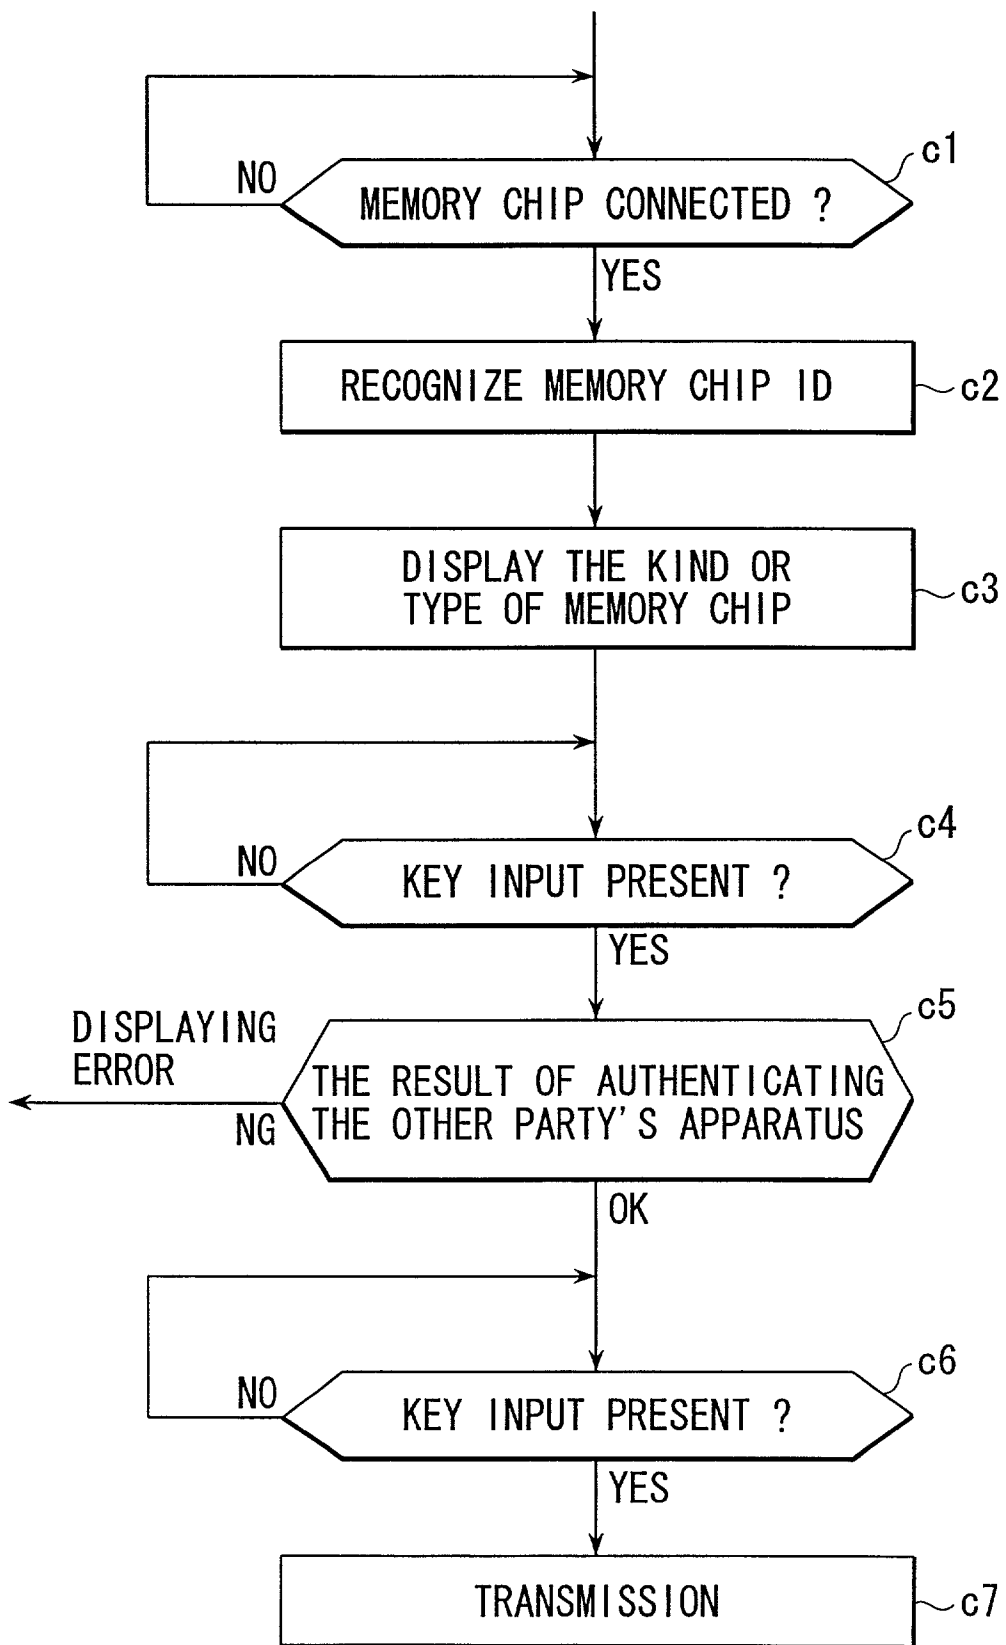 c1
NO
MEMORY CHIP CONNECTED ?
YES
RECOGNIZE MEMORY CHIP ID
c2
DISPLAY THE KIND OR
TYPE OF MEMORY CHIP
c3
c4
NO
KEY INPUT PRESENT ?
YES
c5
DISPLAYING
ERROR
THE RESULT OF AUTHENTICATING
THE OTHER PARTY'S APPARATUS
NG
OK
c6
NO
KEY INPUT PRESENT ?
YES
TRANSMISSION
c7